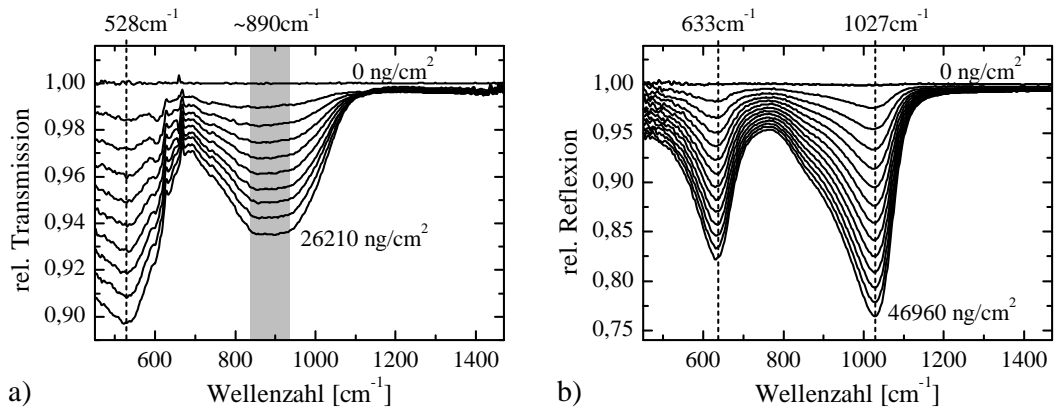 528cm⁻¹ ~890cm⁻¹
0 ng/cm²
1,00
0,98
0,96
0,94
0,92
0,90
rel. Transmission
26210 ng/cm²
600 800 1000 1200 1400
Wellenzahl [cm⁻¹]
a)
633cm⁻¹ 1027cm⁻¹
0 ng/cm²
1.00
0,95
0,90
0,85
0,80
0,75
rel. Reflexion
46960 ng/cm²
600 800 1000 1200 1400
Wellenzahl [cm⁻¹]
b)